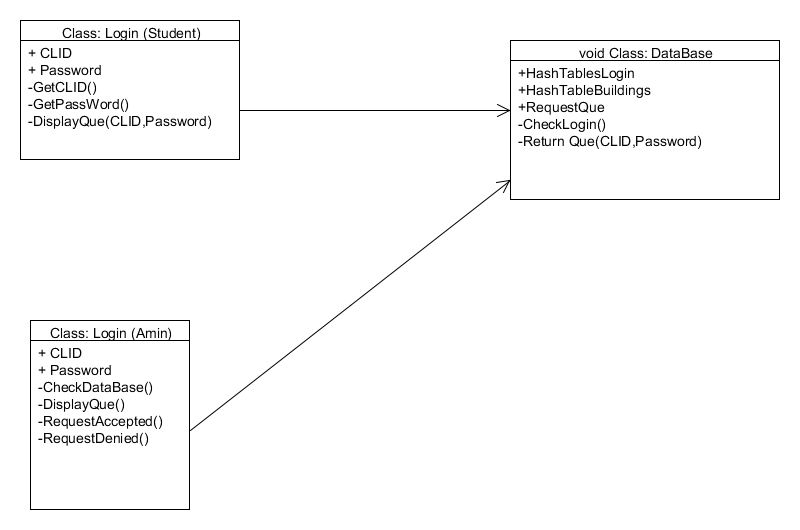 Class: Login (Student)
+ CLID
+ Password
-GetCLID()
-GetPassWord()
-DisplayQue(CLID,Password)
void Class: DataBase
+HashTablesLogin
+HashTableBuildings
+RequestQue
-CheckLogin()
-Return Que(CLID,Password)
Class: Login (Amin)
+ CLID
+ Password
-CheckDataBase()
-DisplayQue()
-RequestAccepted()
-RequestDenied()